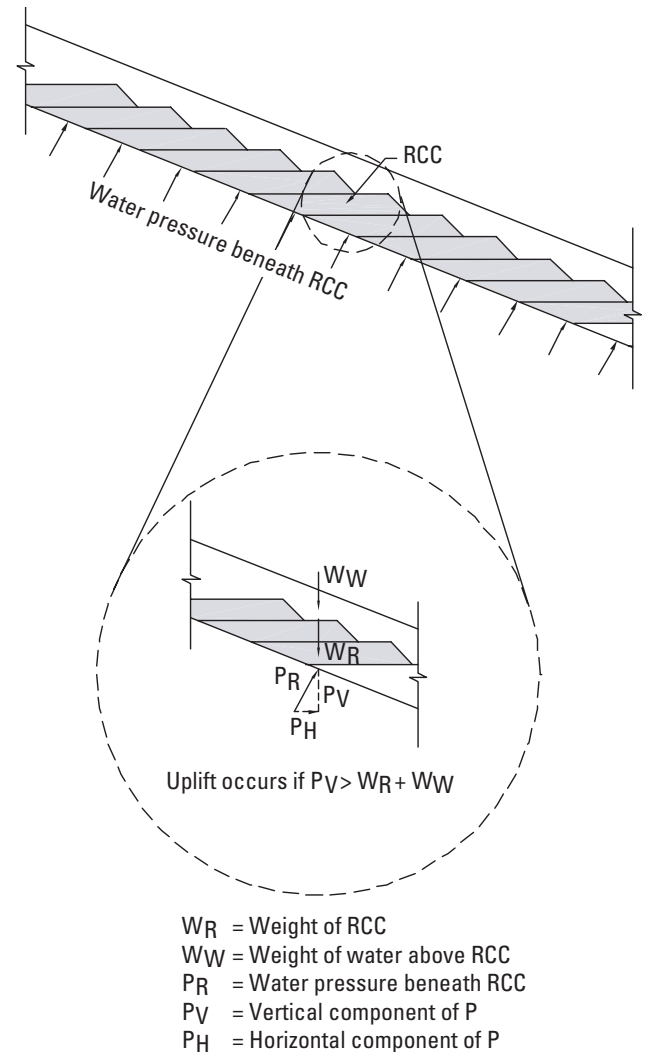 RCC
Water pressure beneath RCC
WW
WR
PR
PV
PH
Uplift occurs if PV> WR+ WW
WR = Weight of RCC
WW = Weight of water above RCC
PR = Water pressure beneath RCC
PV = Vertical component of P
PH = Horizontal component of P